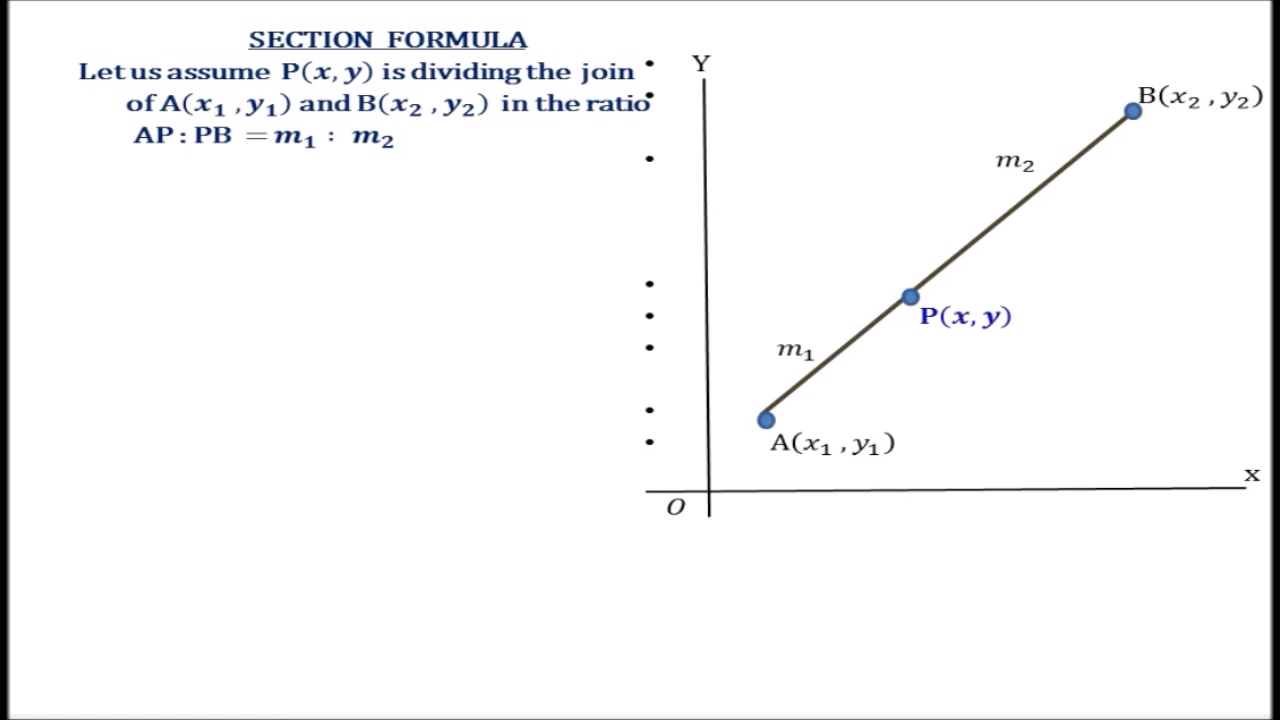 SECTION FORMULA
Let us assume P(x, y) is dividing the join
of A(x₁ , y₁) and B(x₂ , y₂) in the ratio
AP : PB = m₁ : m₂
Y
B(x₂ , y₂)
m₂
P(x, y)
m₁
A(x₁ , y₁)
X
O